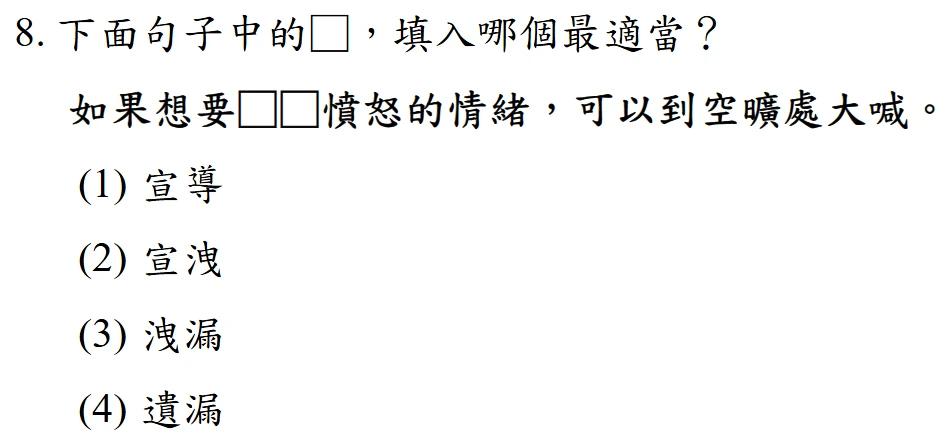 8. 下面句子中的□，填入哪個最適當？
如果想要□□憤怒的情緒，可以到空曠處大喊。
(1) 宣導
(2) 宣洩
(3) 洩漏
(4) 遺漏